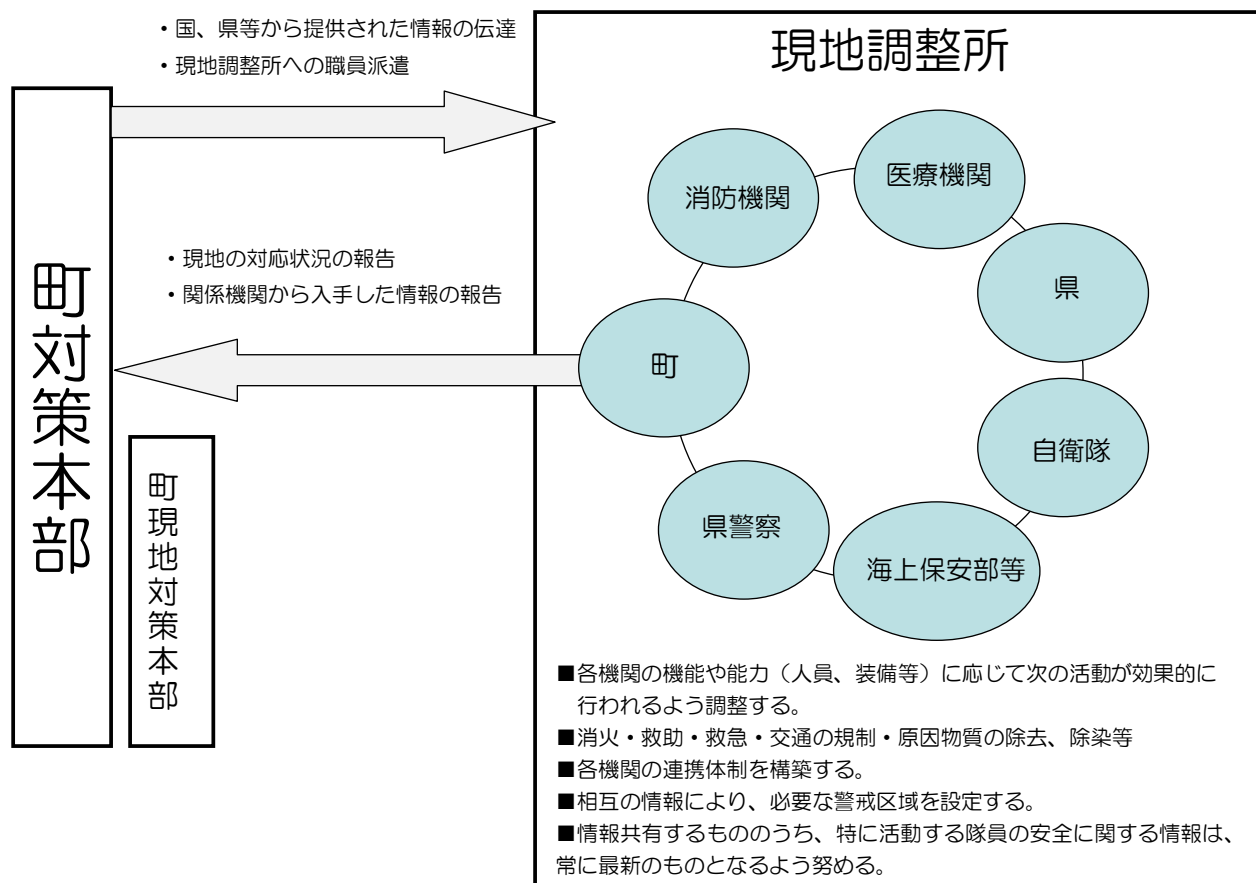 ・国、県等から提供された情報の伝達
・現地調整所への職員派遣
町対策本部
・現地の対応状況の報告
・関係機関から入手した情報の報告
町現地対策本部
現地調整所
消防機関
医療機関
県
町
自衛隊
県警察
海上保安部等
■各機関の機能や能力（人員、装備等）に応じて次の活動が効果的に
行われるよう調整する。
■消火・救助・救急・交通の規制・原因物質の除去、除染等
■各機関の連携体制を構築する。
■相互の情報により、必要な警戒区域を設定する。
■情報共有するもののうち、特に活動する隊員の安全に関する情報は、
常に最新のものとなるよう努める。